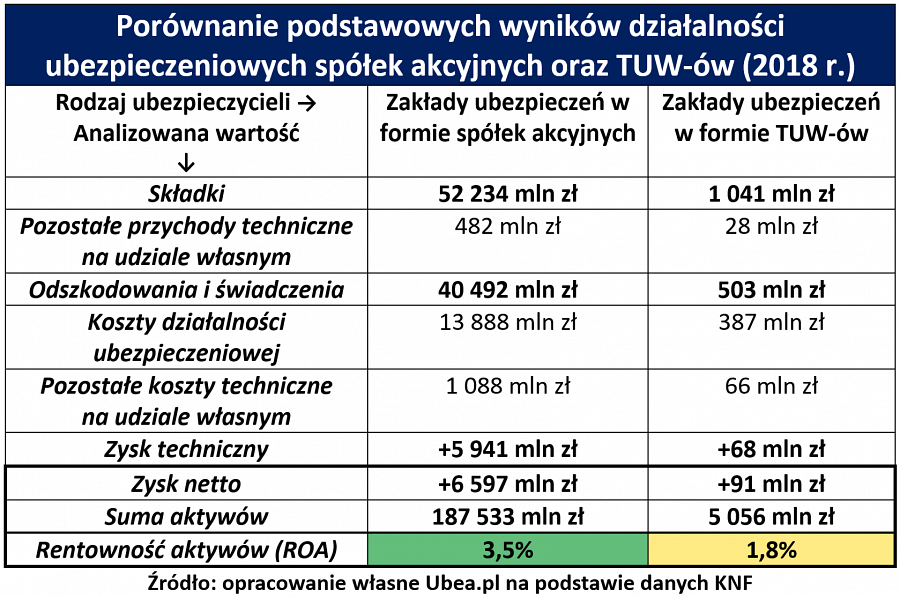 Porównanie podstawowych wyników działalności
ubezpieczeniowych spółek akcyjnych oraz TUW-ów (2018 r.)
Rodzaj ubezpieczycieli →
Analizowana wartość
↓
Zakłady ubezpieczeń w
formie spółek akcyjnych
Zakłady ubezpieczeń
w formie TUW-ów
Składki 52 234 mln zł 1 041 mln zł
Pozostałe przychody techniczne
na udziale własnym
482 mln zł 28 mln zł
Odszkodowania i świadczenia 40 492 mln zł 503 mln zł
Koszty działalności
ubezpieczeniowej
13 888 mln zł 387 mln zł
Pozostałe koszty techniczne
na udziale własnym
1 088 mln zł 66 mln zł
Zysk techniczny +5 941 mln zł +68 mln zł
Zysk netto +6 597 mln zł +91 mln zł
Suma aktywów 187 533 mln zł 5 056 mln zł
Rentowność aktywów (ROA) 3,5% 1,8%
Źródło: opracowanie własne Ubea.pl na podstawie danych KNF